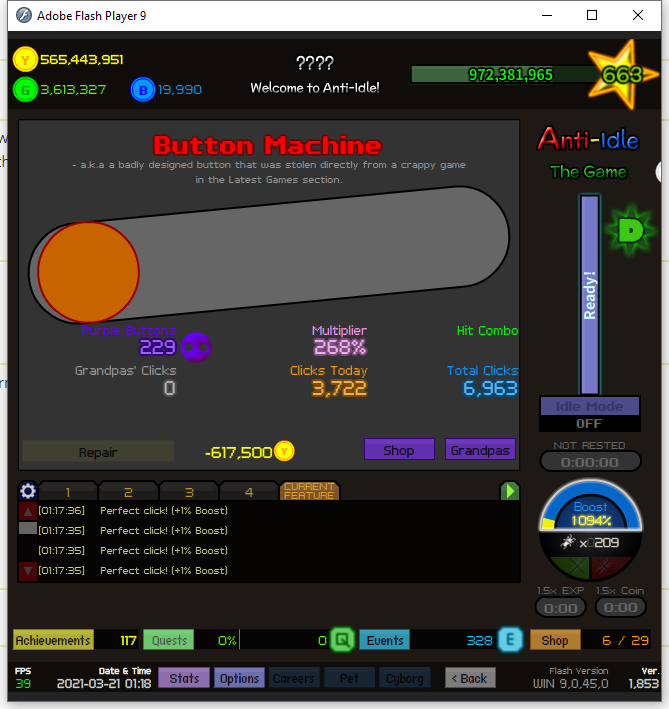 Adobe Flash Player 9
Y 565,443,951
G 3,613,327 B 19,990
????
Welcome to Anti-Idle!
972,381,965
663
Button Machine
- a.k.a a badly designed button that was stolen directly from a crappy game
in the Latest Games section.
Anti-Idle
The Game
D
Ready!
Purple Buttons
229
Multiplier
268%
Hit Combo
Grandpas' Clicks
0
Clicks Today
3,722
Total Clicks
6,963
Idle Mode
OFF
Repair
-617,500 Y
Shop
Grandpas
NOT RESTED
0:00:00
1 2 3 4 CURRENT
FEATURE
[01:17:36] Perfect click! (+1% Boost)
[01:17:35] Perfect click! (+1% Boost)
[01:17:35] Perfect click! (+1% Boost)
[01:17:35] Perfect click! (+1% Boost)
Boost
1094%
x0209
1.5x EXP 1.5x Coin
0:00 0:00
Achievements 117 Quests 0% 0 Q Events 328 E Shop 6 / 29
FPS
39
Date & Time
2021-03-21 01:18
Stats Options Careers Pet Cyborg < Back
Flash Version
WIN 9,0,45,0
Ver.
1,853